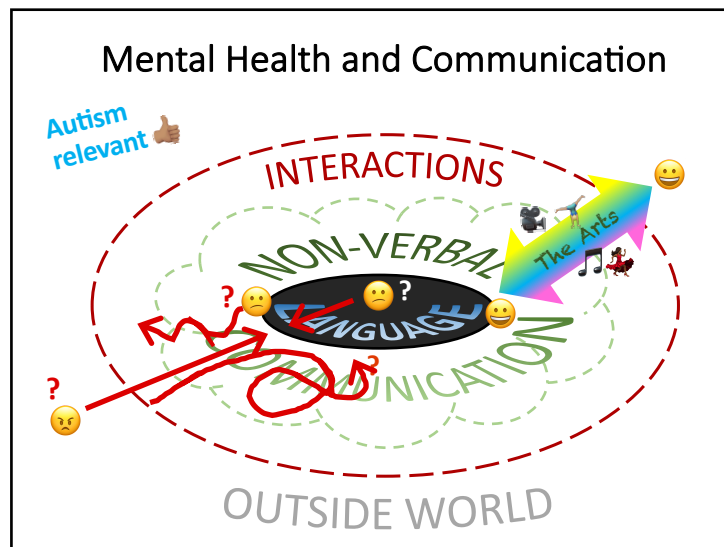 Mental Health and Communication
Autism
relevant
INTERACTIONS
The Arts
NON-VERBAL
?
?
LANGUAGE
COMMUNICATION
?
?
OUTSIDE WORLD